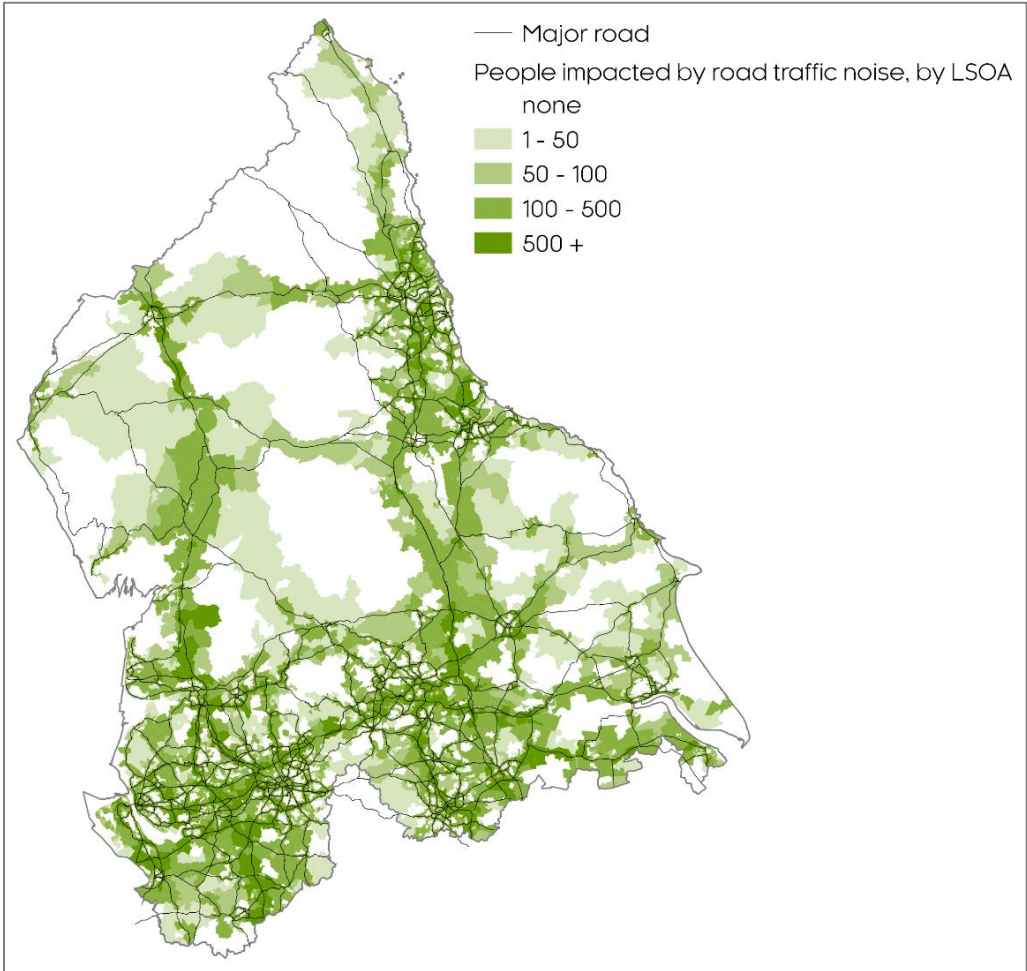 Major road
People impacted by road traffic noise, by LSOA
none
1 - 50
50 - 100
100 - 500
500 +